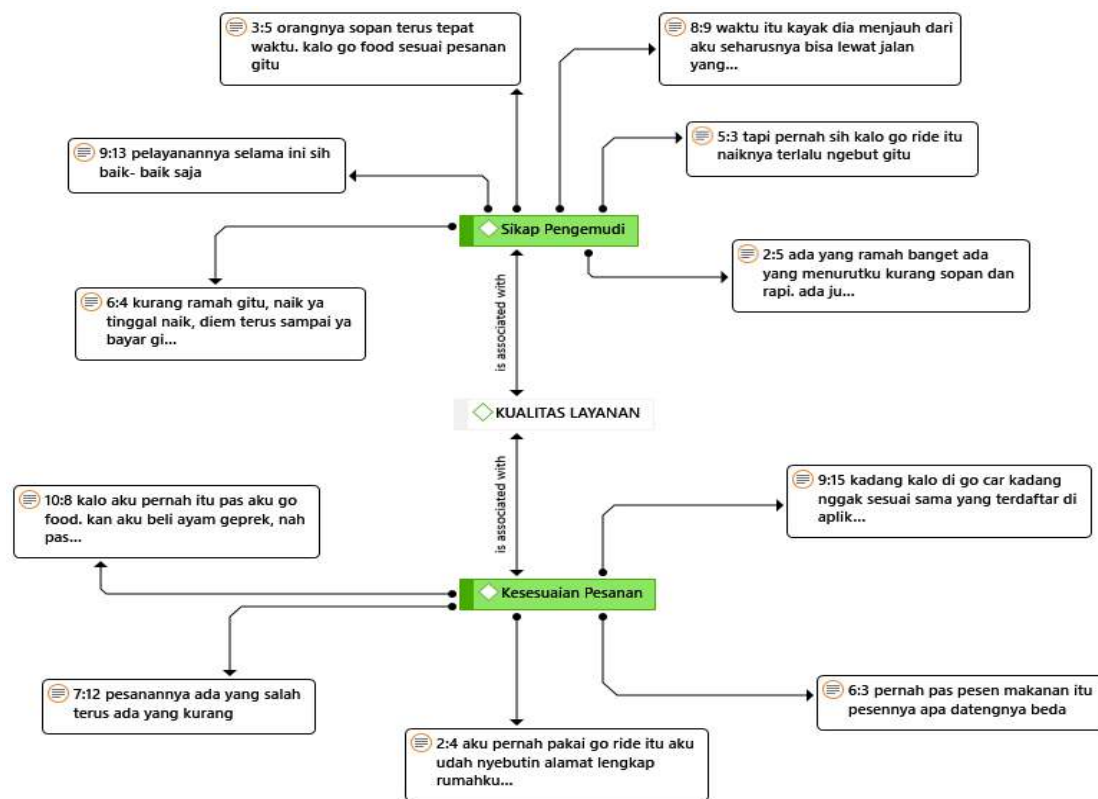 3:5 orangnya sopan terus tepat
waktu. kalo go food sesuai pesanan
gitu
8:9 waktu itu kayak dia menjauh dari
aku seharusnya bisa lewat jalan
yang...
5:3 tapi pernah sih kalo go ride itu
naiknya terlalu ngebut gitu
9:13 pelayanannya selama ini sih
baik- baik saja
Sikap Pengemudi
2:5 ada yang ramah banget ada
yang menurutku kurang sopan dan
rapi. ada ju...
6:4 kurang ramah gitu, naik ya
tinggal naik, diem terus sampai ya
bayar gi...
is associated with
KUALITAS LAYANAN
is associated with
9:15 kadang kalo di go car kadang
nggak sesuai sama yang terdaftar di
aplik...
10:8 kalo aku pernah itu pas aku go
food. kan aku beli ayam geprek, nah
pas...
Kesesuaian Pesanan
7:12 pesanannya ada yang salah
terus ada yang kurang
6:3 pernah pas pesen makanan itu
pesennya apa datengnya beda
2:4 aku pernah pakai go ride itu aku
udah nyebutin alamat lengkap
rumahku...